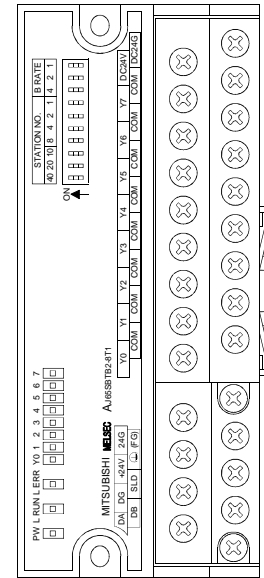 PW L RUN L ERR Y0 1 2 3 4 5 6 7
STATION NO. B RATE
40 20 10 8 4 2 1 4 2 1
ON
MITSUBISHI MELSEC AJ65SBTB2-8T1
DA DG +24V 24G
DB SLD (FG)
Y0 Y1 Y2 Y3 Y4 Y5 Y6 Y7 DC24V
COM COM COM COM COM COM COM COM DC24G